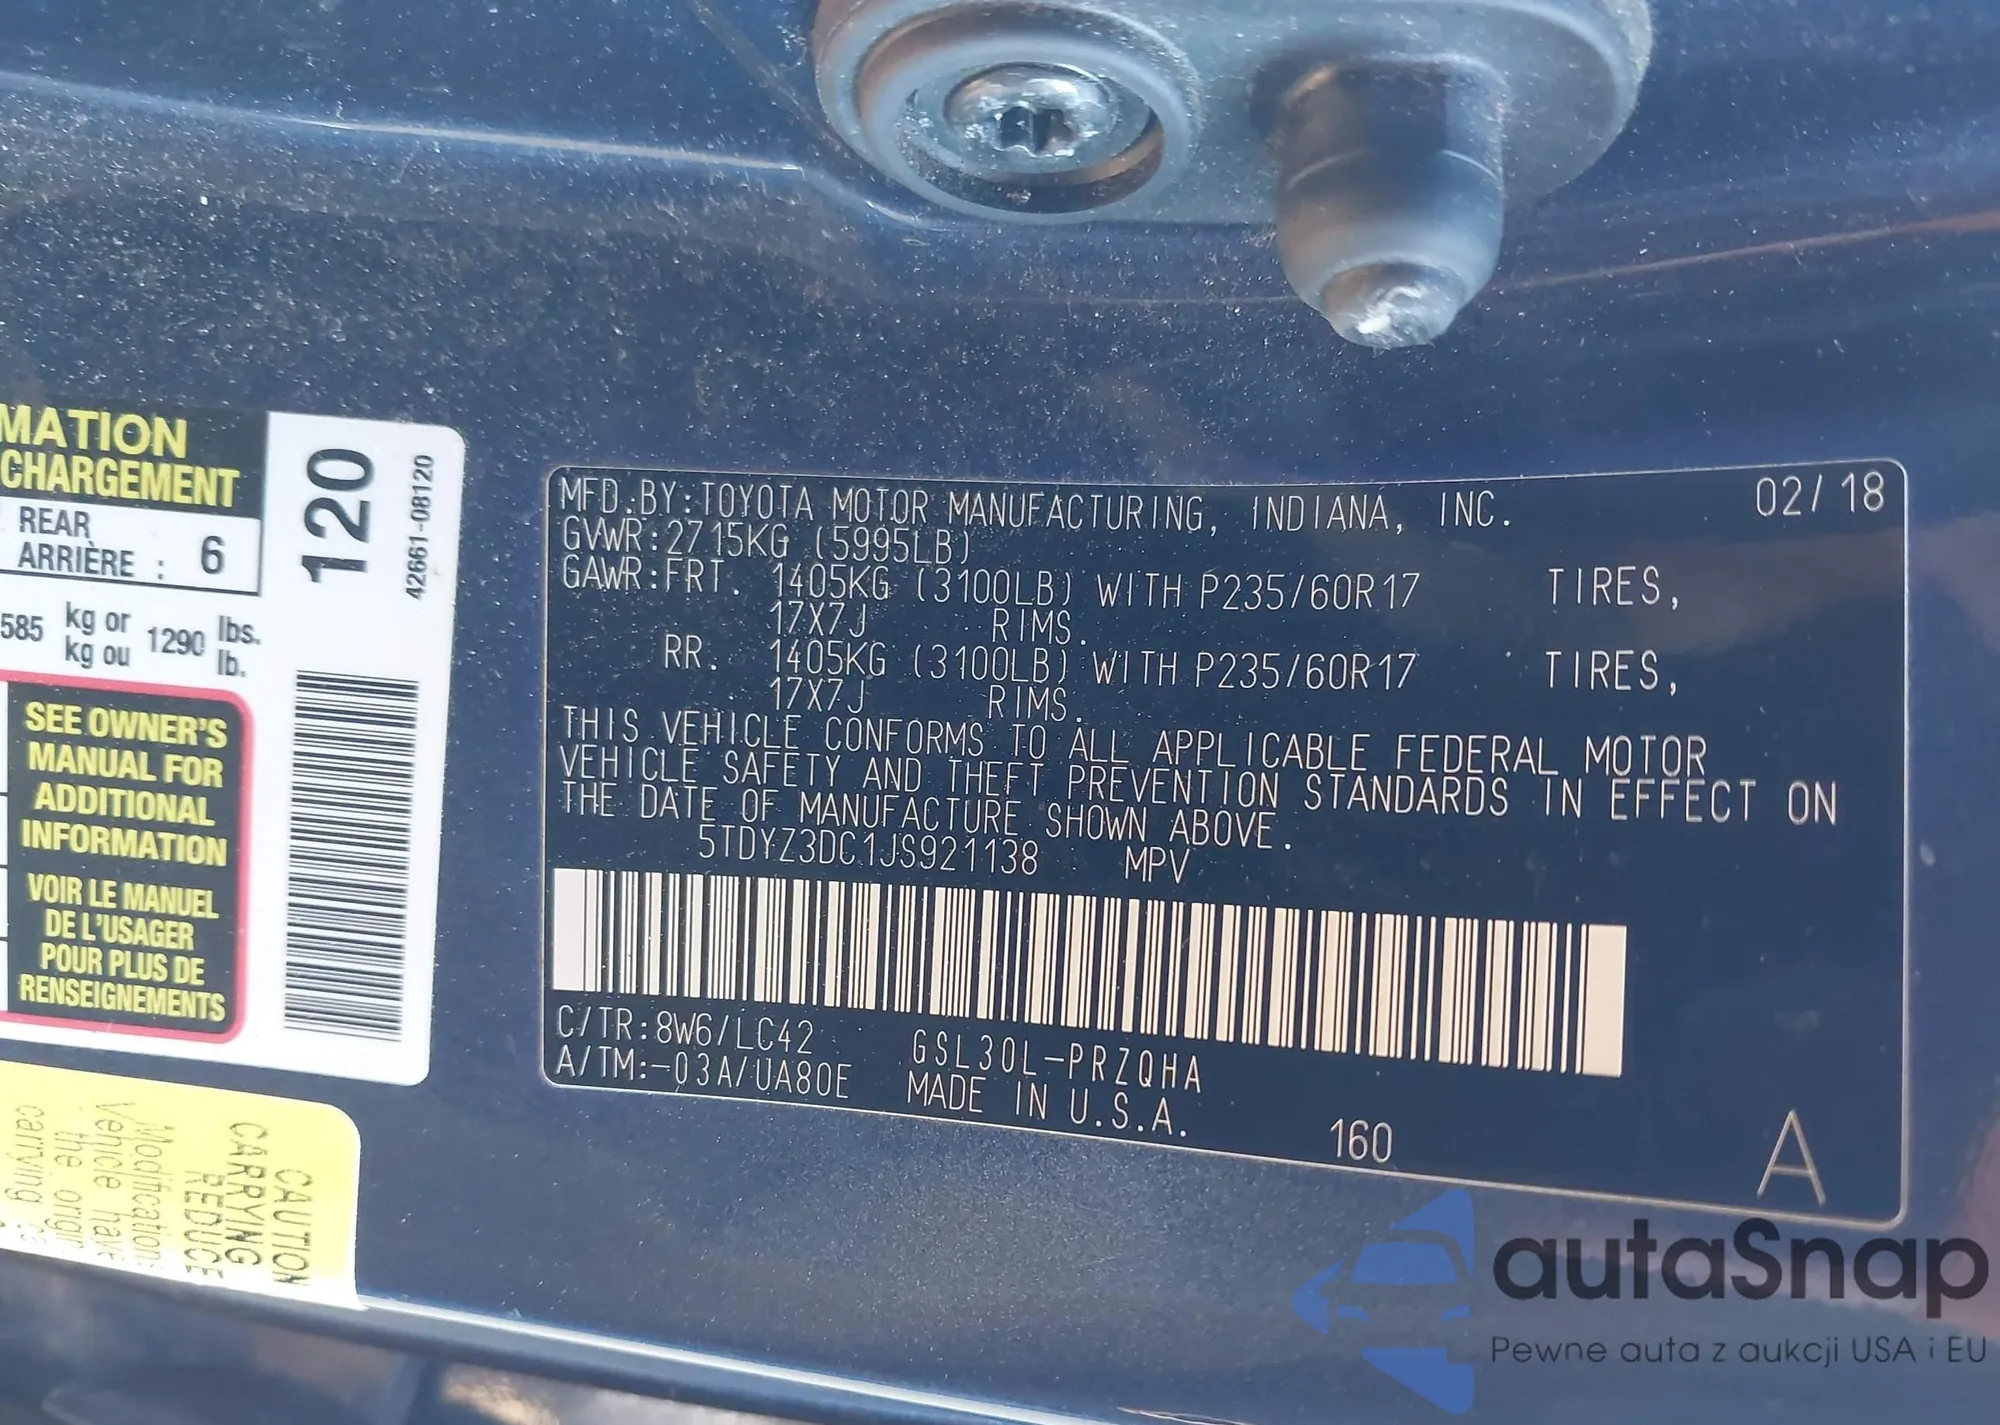 MATION
CHARGEMENT
REAR
ARRIÈRE : 6
585 kg or 1290 lbs.
kg ou lb.
SEE OWNER'S
MANUAL FOR
ADDITIONAL
INFORMATION
VOIR LE MANUEL
DE L'USAGER
POUR PLUS DE
RENSEIGNEMENTS
120
42661-08120
CAUTION
CARRYING
REDUCE
Modification
vehicle have
the origin
carrying
MFD.BY:TOYOTA MOTOR MANUFACTURING, INDIANA, INC. 02/18
GVWR:2715KG (5995LB)
GAWR:FRT. 1405KG (3100LB) WITH P235/60R17 TIRES,
17X7J RIMS.
RR. 1405KG (3100LB) WITH P235/60R17 TIRES,
17X7J RIMS.
THIS VEHICLE CONFORMS TO ALL APPLICABLE FEDERAL MOTOR
VEHICLE SAFETY AND THEFT PREVENTION STANDARDS IN EFFECT ON
THE DATE OF MANUFACTURE SHOWN ABOVE.
5TDYZ3DC1JS921138 MPV
C/TR:8W6/LC42 GSL30L-PRZQHA
A/TM:-03A/UA80E MADE IN U.S.A.
160 A
autaSnap
Pewne auta z aukcji USA i EU